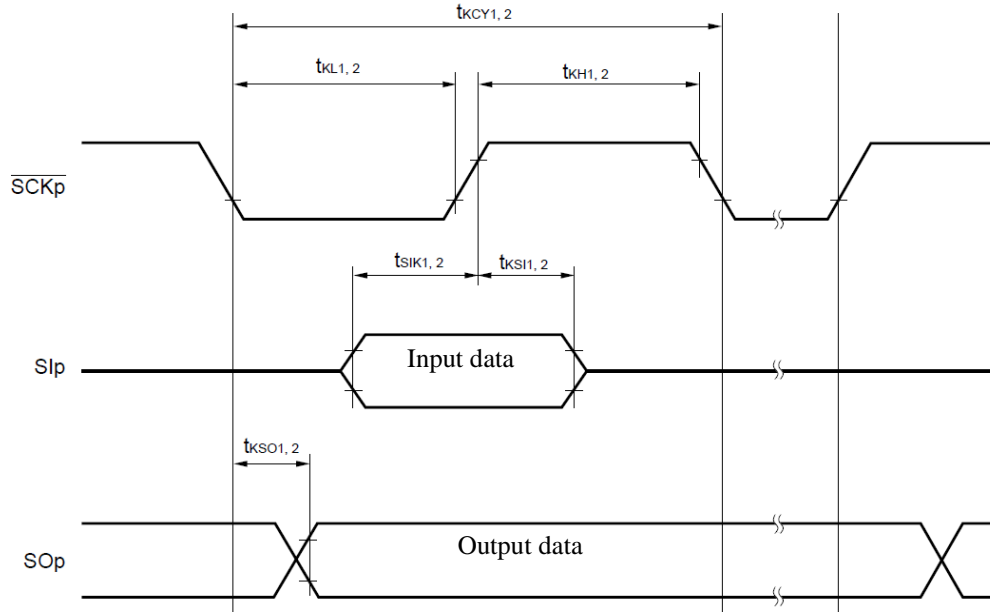 tKCY1, 2
tKL1, 2
tKH1, 2
SCKp
tSIK1, 2
tKSI1, 2
SIp
Input data
tKSO1, 2
SOp
Output data